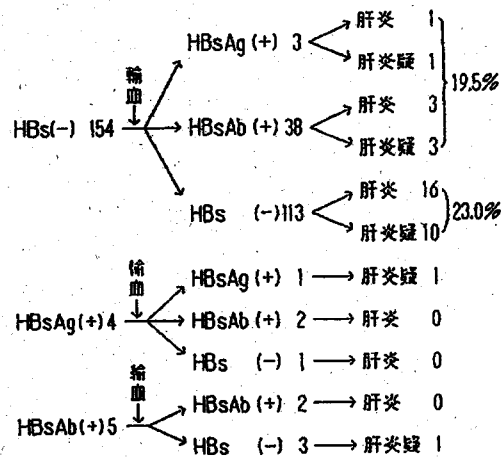 肝炎 1
HBsAg (+) 3
輸血
肝炎疑 1
19.5%
肝炎 3
HBs(-) 154
HBsAb (+) 38
肝炎疑 3
肝炎 16
HBs (-) 113
23.0%
肝炎疑 10
輸血
HBsAg (+) 1
肝炎疑 1
HBsAg (+) 4
HBsAb (+) 2
肝炎 0
HBs (-) 1
肝炎 0
輸血
HBsAb (+) 2
肝炎 0
HBsAb (+) 5
HBs (-) 3
肝炎疑 1